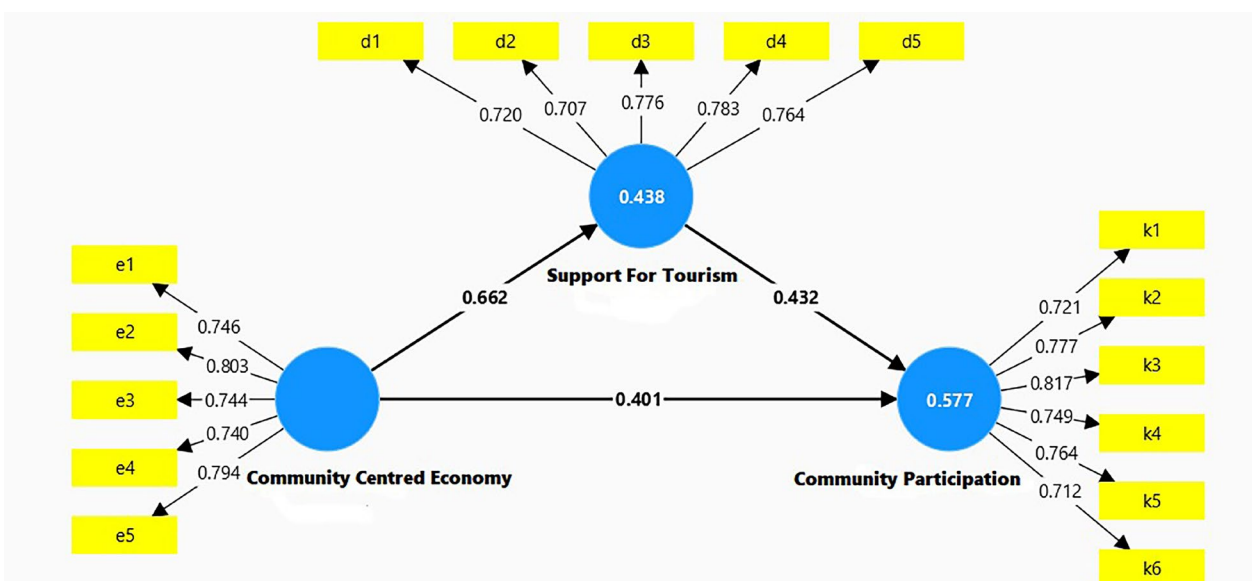 d1 d2 d3 d4 d5
0.720 0.707 0.776 0.783 0.764
0.438
Support For Tourism
0.662 0.432
e1
e2
e3
e4
e5
0.746
0.803
0.744
0.740
0.794
Community Centred Economy
0.401
0.577
Community Participation
0.721
0.777
0.817
0.749
0.764
0.712
k1
k2
k3
k4
k5
k6